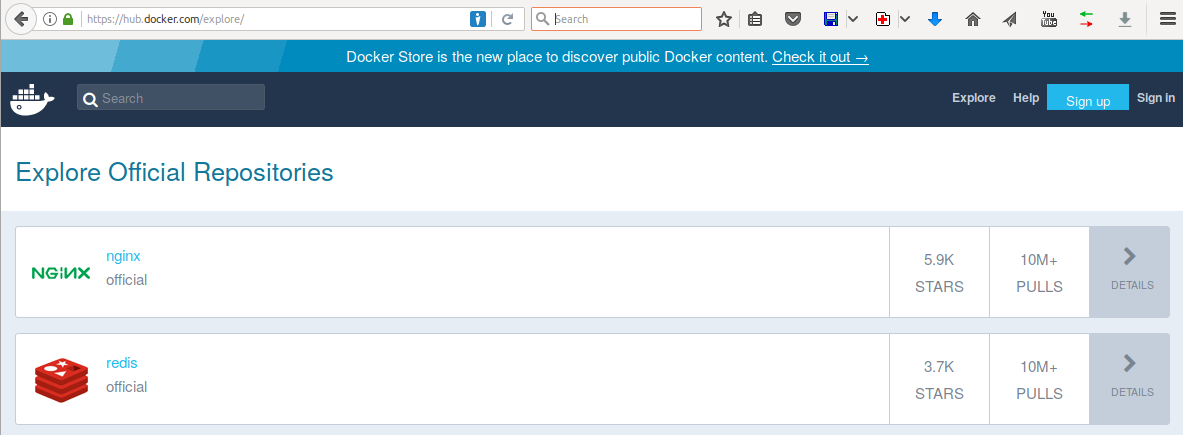 https://hub.docker.com/explore/
Search
You Tube
Docker Store is the new place to discover public Docker content. Check it out →
Search
Explore
Help
Sign up
Sign In
Explore Official Repositories
NGINX
nginx
official
5.9K
STARS
10M+
PULLS
DETAILS
redis
official
3.7K
STARS
10M+
PULLS
DETAILS